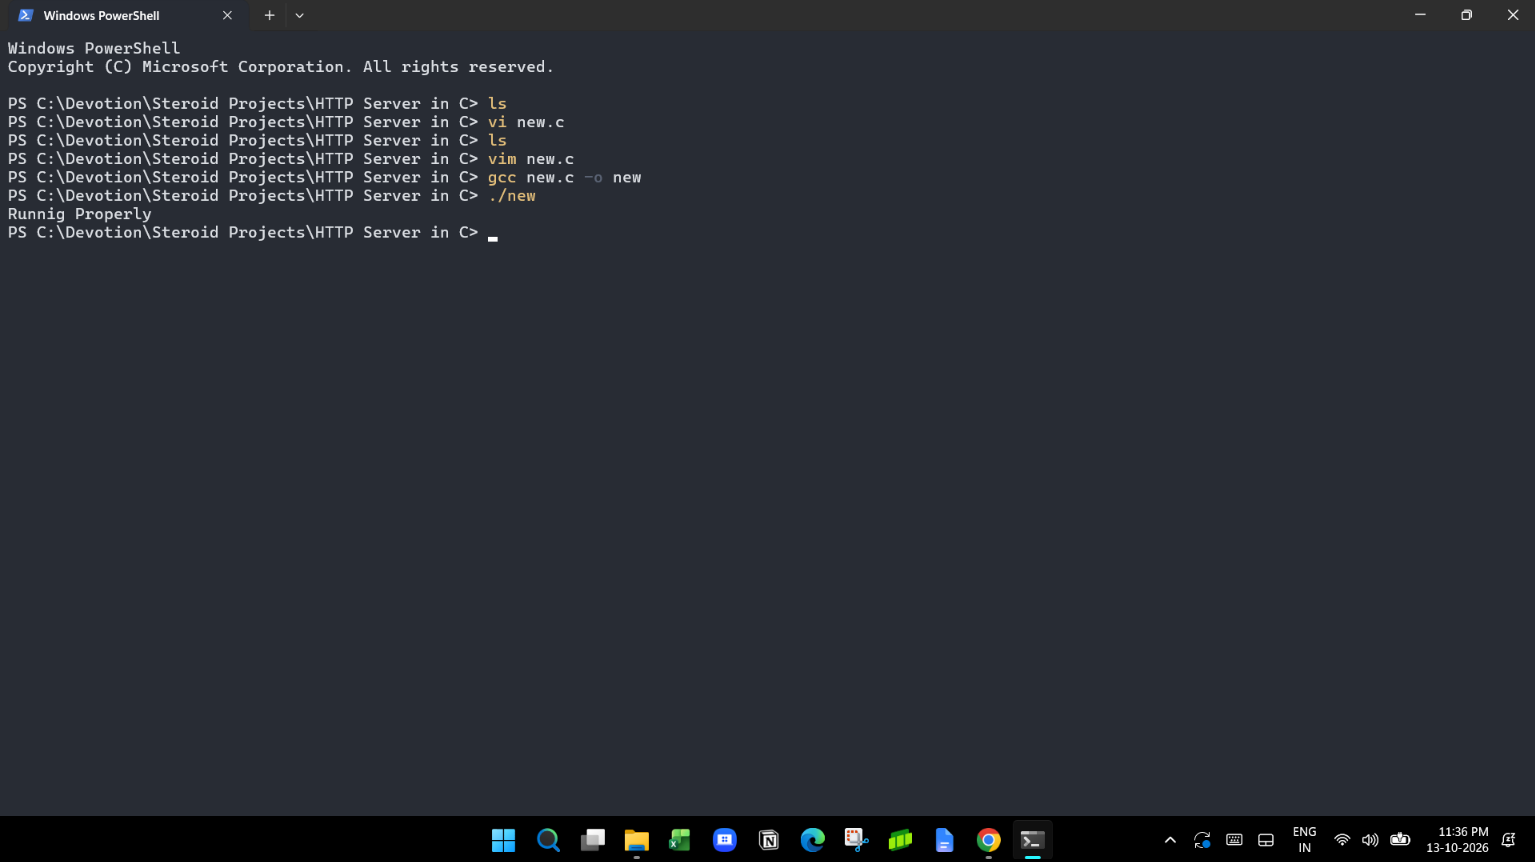 Windows PowerShell
Windows PowerShell
Copyright (C) Microsoft Corporation. All rights reserved.
PS C:\Devotion\Steroid Projects\HTTP Server in C> ls
PS C:\Devotion\Steroid Projects\HTTP Server in C> vi new.c
PS C:\Devotion\Steroid Projects\HTTP Server in C> ls
PS C:\Devotion\Steroid Projects\HTTP Server in C> vim new.c
PS C:\Devotion\Steroid Projects\HTTP Server in C> gcc new.c -o new
PS C:\Devotion\Steroid Projects\HTTP Server in C> ./new
Runnig Properly
PS C:\Devotion\Steroid Projects\HTTP Server in C>
ENG
IN
11:36 PM
13-10-2026